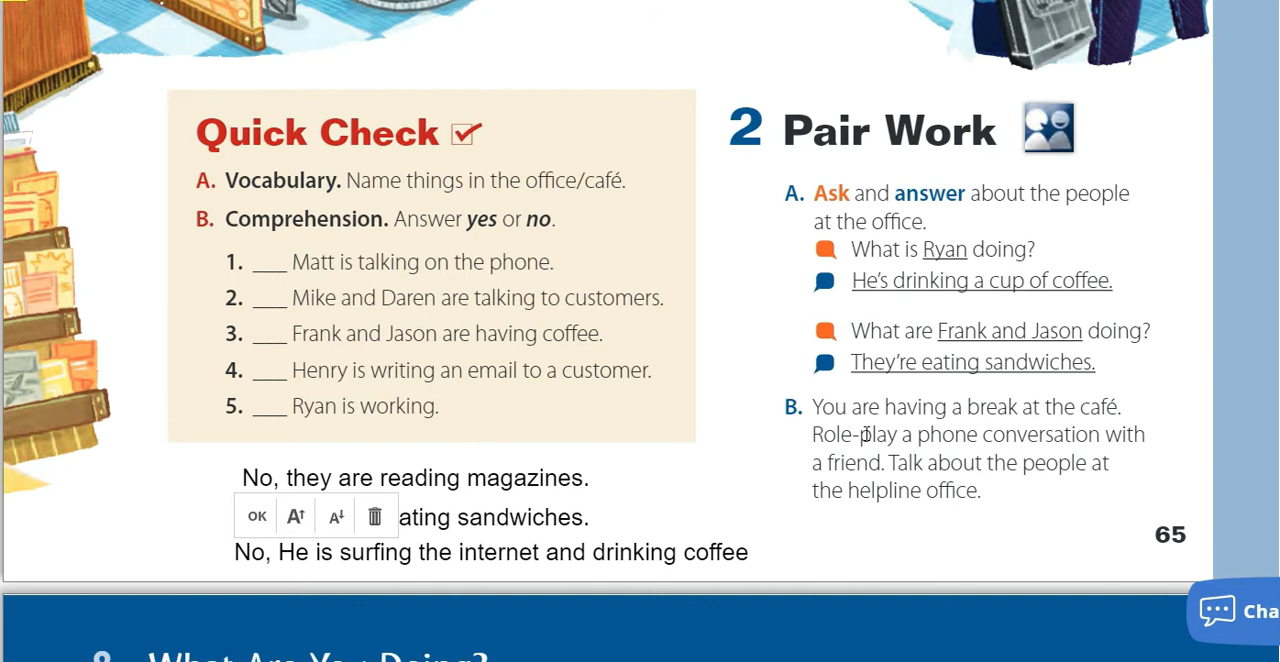 Quick Check
A. Vocabulary. Name things in the office/café.
B. Comprehension. Answer yes or no.
1. ___ Matt is talking on the phone.
2. ___ Mike and Daren are talking to customers.
3. ___ Frank and Jason are having coffee.
4. ___ Henry is writing an email to a customer.
5. ___ Ryan is working.
No, they are reading magazines.
OK A A ating sandwiches.
No, He is surfing the internet and drinking coffee
2 Pair Work
A. Ask and answer about the people
at the office.
What is Ryan doing?
He's drinking a cup of coffee.
What are Frank and Jason doing?
They're eating sandwiches.
B. You are having a break at the café.
Role-play a phone conversation with
a friend. Talk about the people at
the helpline office.
65
Cha
8 What Are You Doing?